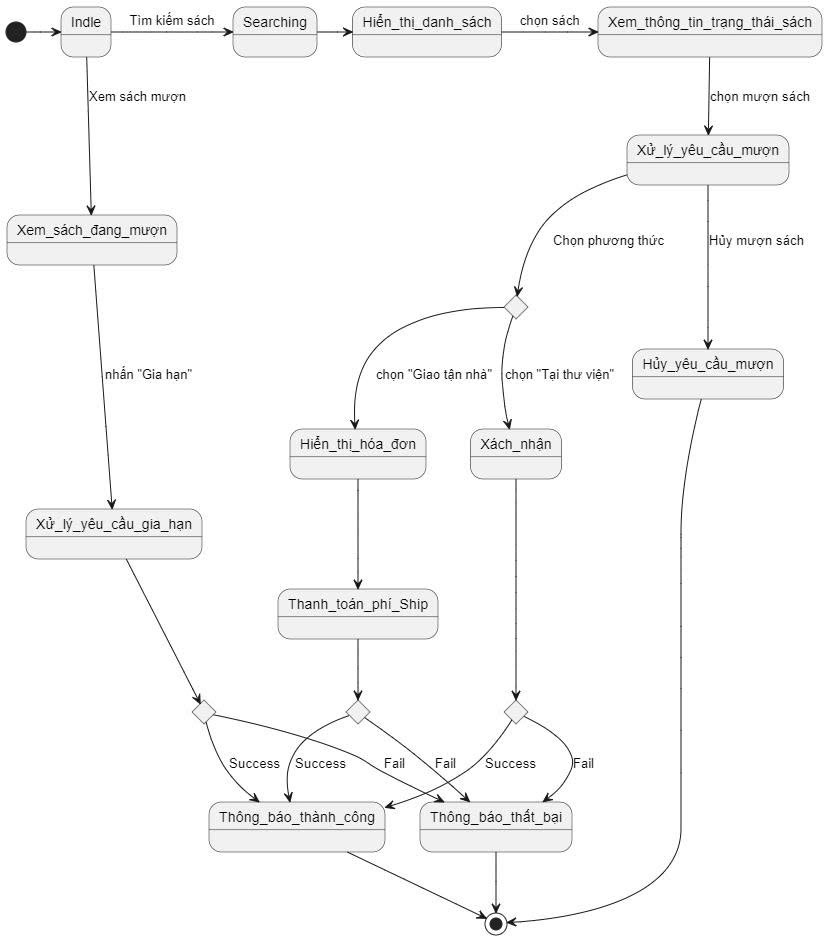 Indle
Tìm kiếm sách
Searching
Hiển_thị_danh_sách
chọn sách
Xem_thông_tin_trạng_thái_sách
Xem sách mượn
chọn mượn sách
Xử_lý_yêu_cầu_mượn
Xem_sách_đang_mượn
Chọn phương thức
Hủy mượn sách
nhấn "Gia hạn"
chọn "Giao tận nhà"
chọn "Tại thư viện"
Hủy_yêu_cầu_mượn
Hiển_thị_hóa_đơn
Xách_nhận
Xử_lý_yêu_cầu_gia_hạn
Thanh_toán_phí_Ship
Success
Success
Fail
Fail
Success
Fail
Thông_báo_thành_công
Thông_báo_thất_bại